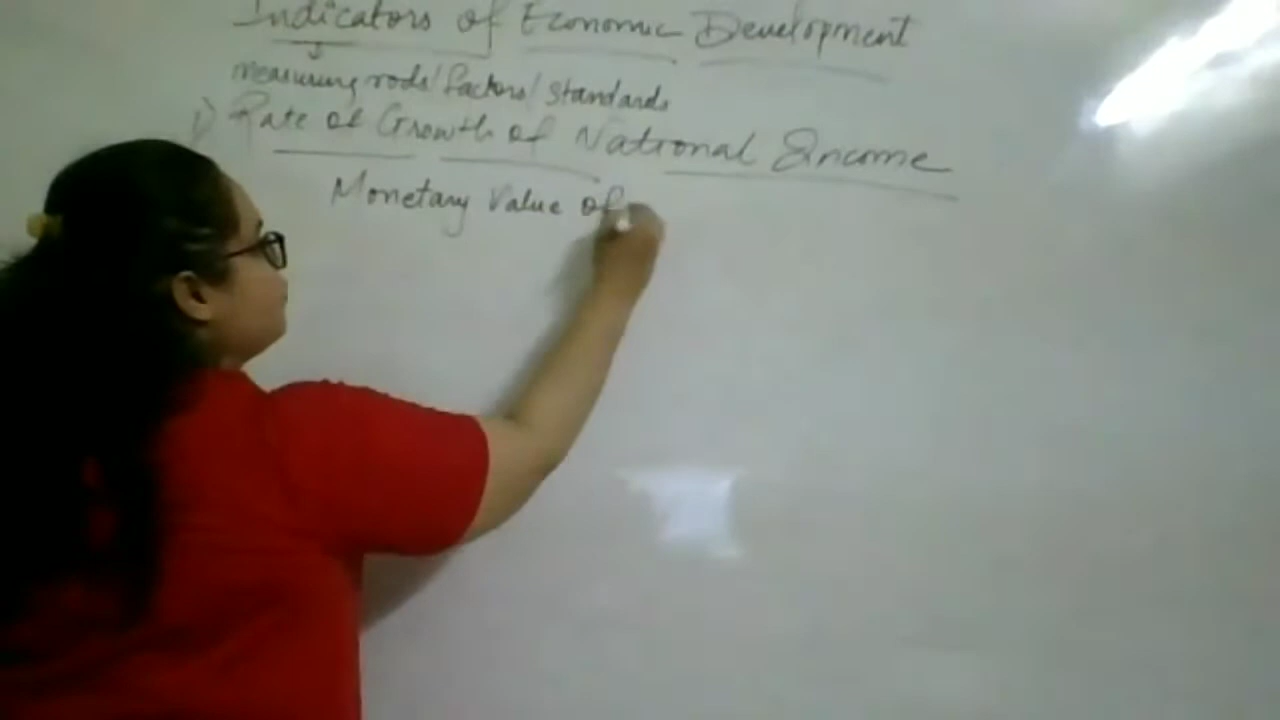 Indicators of Economic Development
measuring rods/factors/standards
1) Rate of Growth of National Income
Monetary Value of